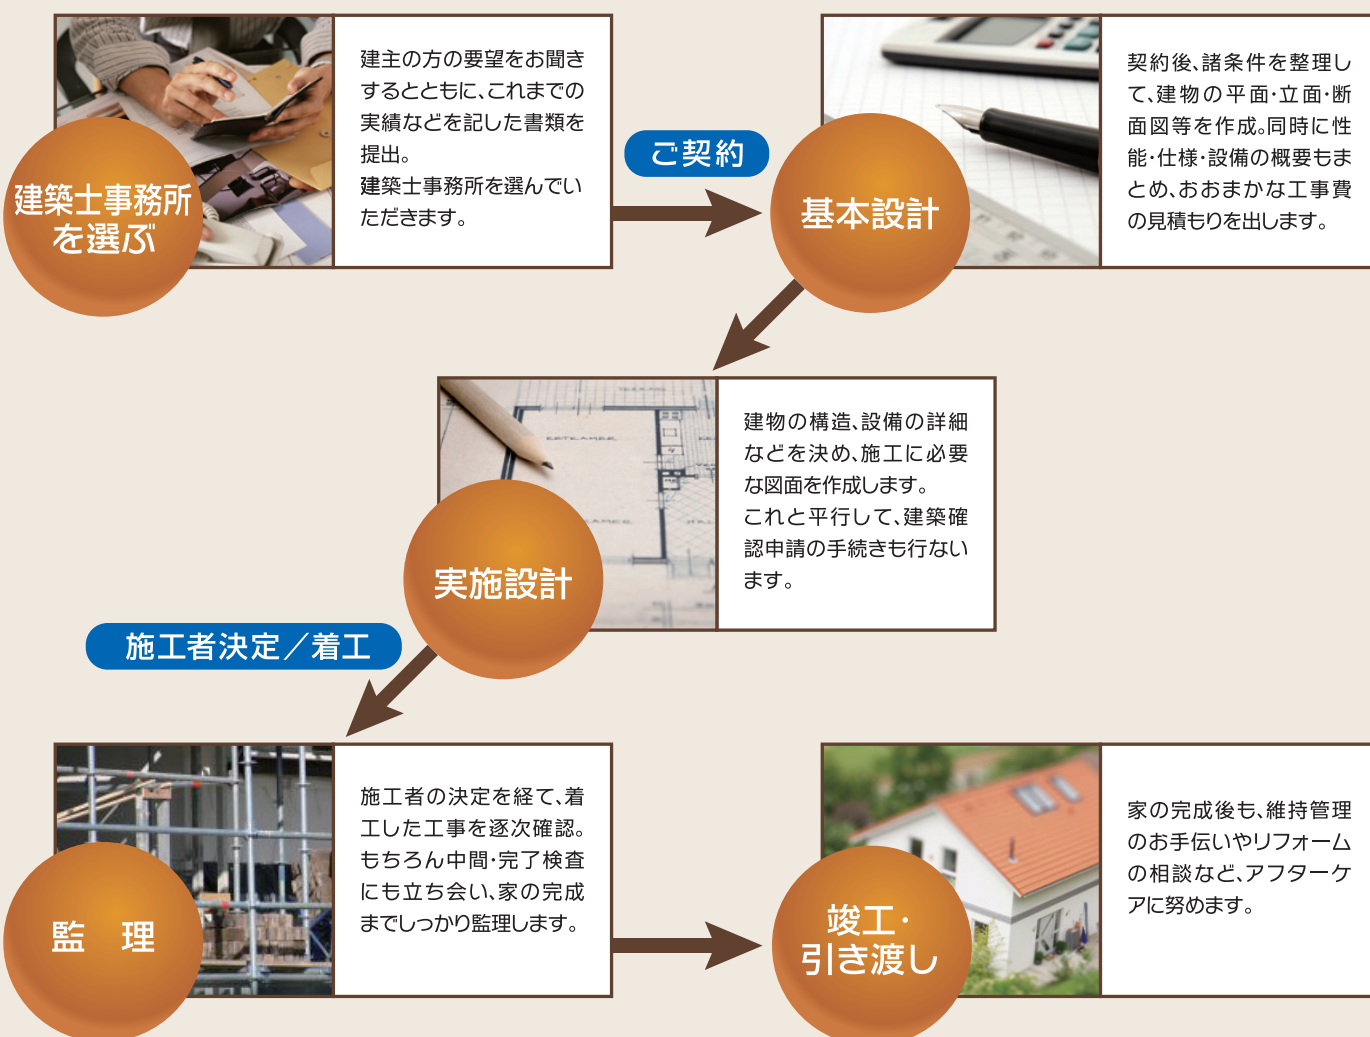 建築士事務所
を選ぶ
建主の方の要望をお聞き
するとともに、これまでの
実績などを記した書類を
提出。
建築士事務所を選んでい
ただきます。
ご契約
基本設計
契約後、諸条件を整理し
て、建物の平面・立面・断
面図等を作成。同時に性
能・仕様・設備の概要もま
とめ、おおまかな工事費
の見積もりを出します。
実施設計
建物の構造、設備の詳細
などを決め、施工に必要
な図面を作成します。
これと平行して、建築確
認申請の手続きも行ない
ます。
施工者決定／着工
監 理
施工者の決定を経て、着
工した工事を逐次確認。
もちろん中間・完了検査
にも立ち会い、家の完成
までしっかり監理します。
竣工・
引き渡し
家の完成後も、維持管理
のお手伝いやリフォーム
の相談など、アフターケ
アに努めます。